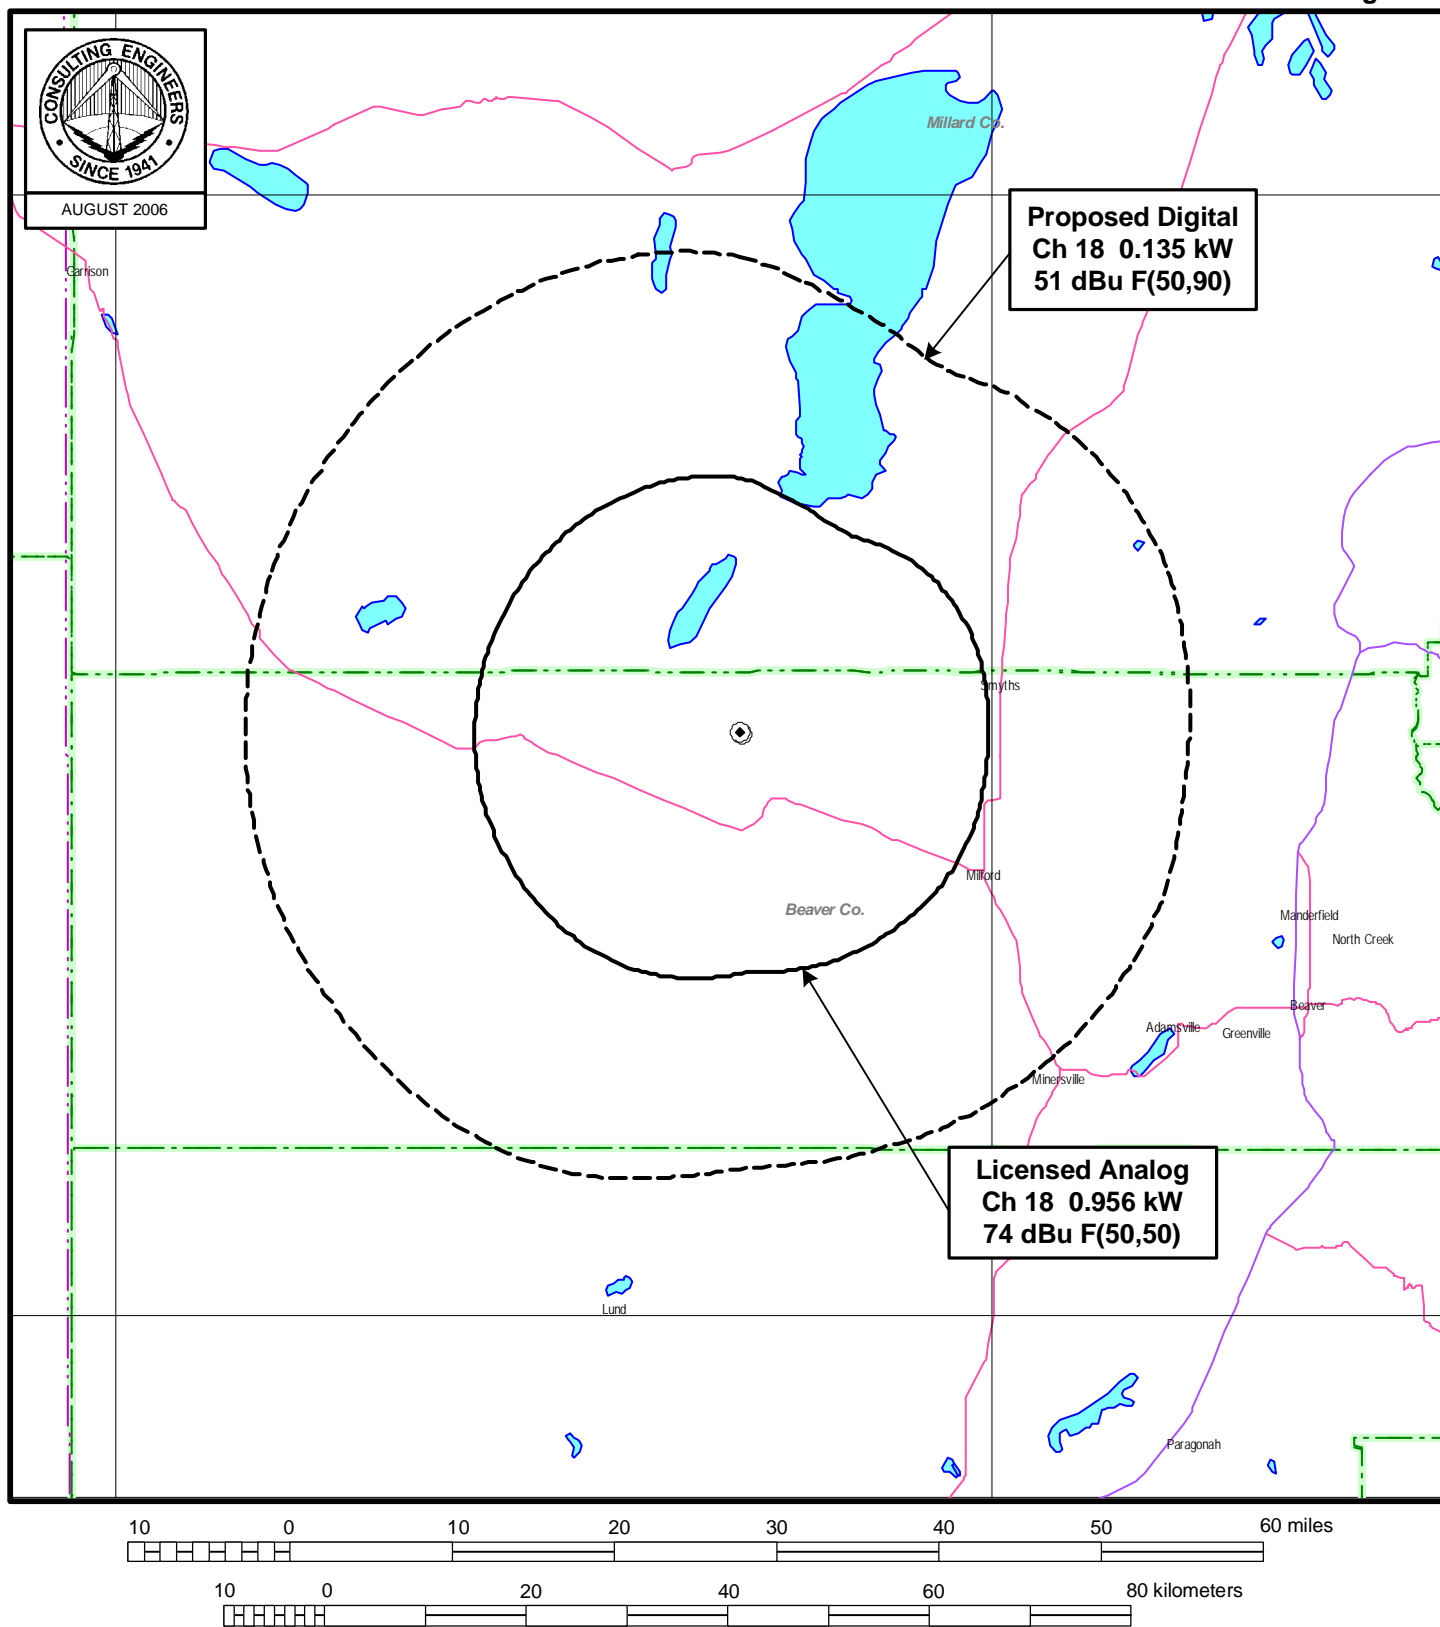 g
CONSULTING ENGINEERS
• SINCE 1941 •
AUGUST 2006
Millard Co.
Proposed Digital
Ch 18 0.135 kW
51 dBu F(50,90)
Garrison
Smyths
Milford
Beaver Co.
Manderfield
North Creek
Beaver
Adamsville
Greenville
Minersville
Licensed Analog
Ch 18 0.956 kW
74 dBu F(50,50)
Lund
Paragonah
10 0 10 20 30 40 50 60 miles
10 0 20 40 60 80 kilometers